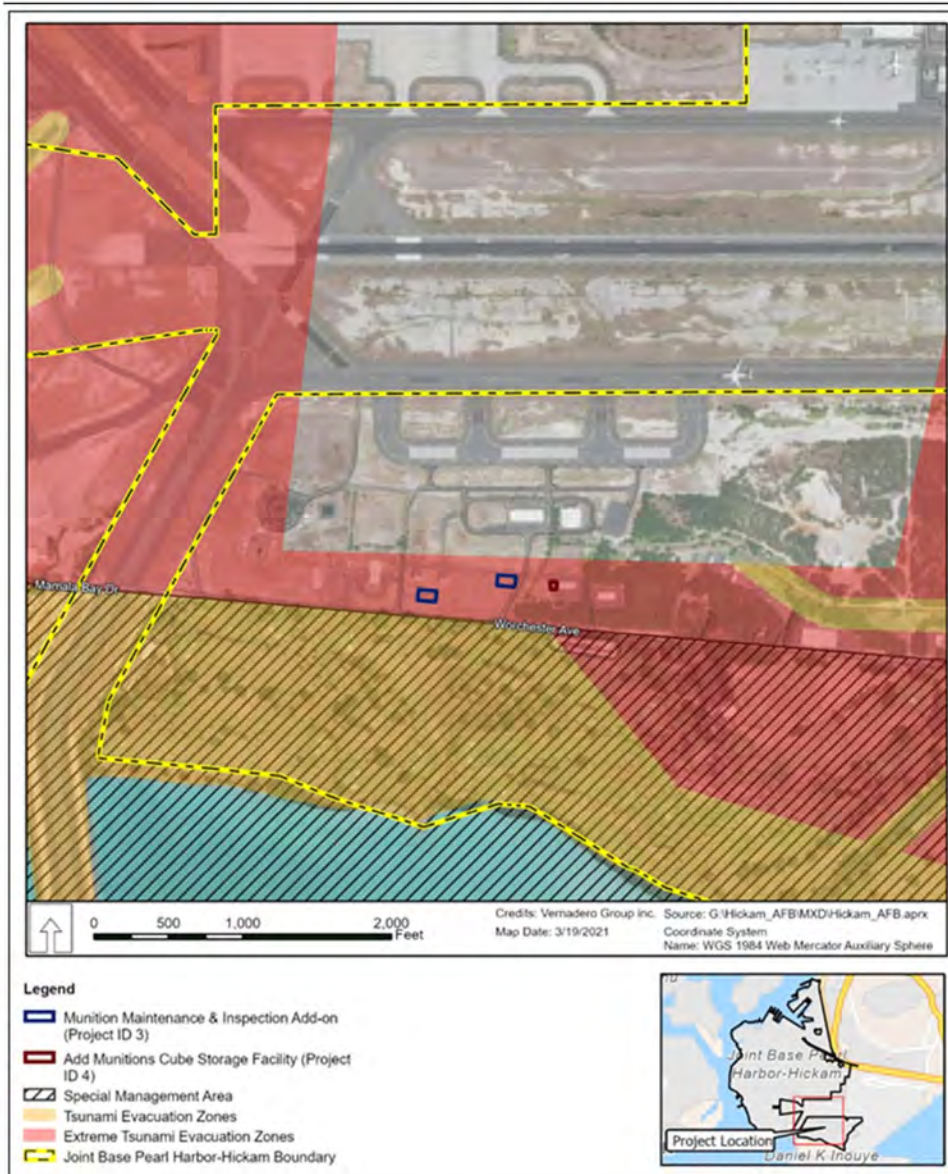 Mamala Bay Dr
Worchester Ave
0 500 1,000 2,000
Feet
Credits: Vernadero Group Inc.
Map Date: 3/19/2021
Source: G:\Hickam_AFB\MXD\Hickam_AFB.aprx
Coordinate System
Name: WGS 1984 Web Mercator Auxiliary Sphere
Legend
Munition Maintenance & Inspection Add-on
(Project ID 3)
Add Munitions Cube Storage Facility (Project
ID 4)
Special Management Area
Tsunami Evacuation Zones
Extreme Tsunami Evacuation Zones
Joint Base Pearl Harbor-Hickam Boundary
Joint Base Pearl
Harbor-Hickam
Project Location
Daniel K Inouye